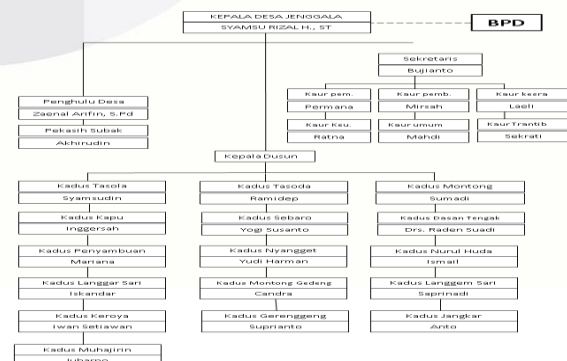 KEPALA DESA JENGGALA
SYAMSU RIZAL H., ST
BPD
Sekretaris
Bujianto
Kaur pem.
Permana
Kaur pemb.
Mirsah
Kaur kesra
Laeli
Kaur Keu.
Ratna
Kaur umum
Mahdi
Kaur Trantib
Sekrati
Penghulu Desa
Zaenal Arifin, S.Pd
Pekasih Subak
Akhirudin
Kepala Dusun
Kadus Tasola
Syamsudin
Kadus Tasoda
Ramidep
Kadus Montong
Sumadi
Kadus Kapu
Inggersah
Kadus Sebaro
Yogi Susanto
Kadus Dasan Tengak
Drs. Raden Suadi
Kadus Penyambuan
Mariana
Kadus Nyangget
Yudi Harman
Kadus Nurul Huda
Ismail
Kadus Langgar Sari
Iskandar
Kadus Montong Gedeng
Candra
Kadus Langgem Sari
Saprinadi
Kadus Keroya
Iwan Setiawan
Kadus Gerenggeng
Suprianto
Kadus Jangkar
Anto
Kadus Muhajirin